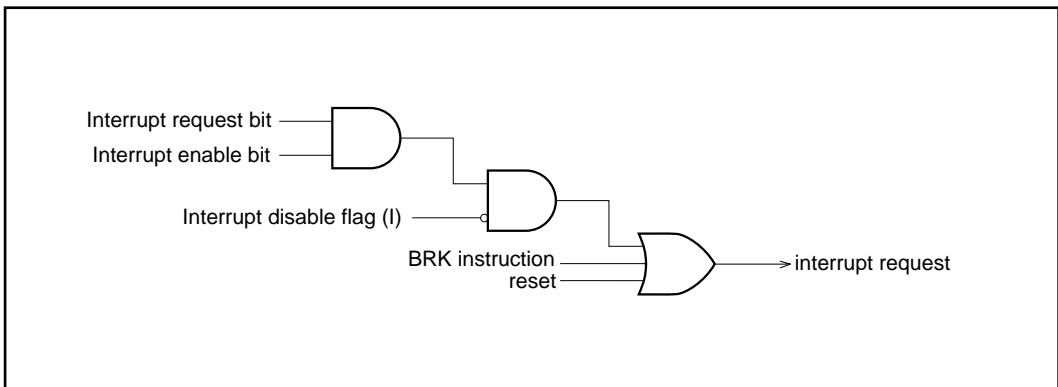 Interrupt request bit
Interrupt enable bit
Interrupt disable flag (I)
BRK instruction
reset
interrupt request